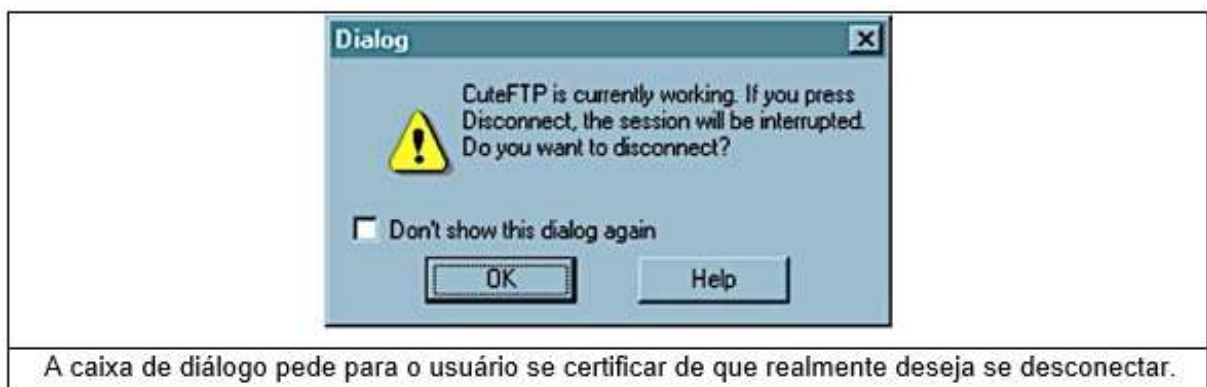 Dialog
CuteFTP is currently working. If you press
Disconnect, the session will be interrupted.
Do you want to disconnect?
Don't show this dialog again
OK Help
A caixa de diálogo pede para o usuário se certificar de que realmente deseja se desconectar.